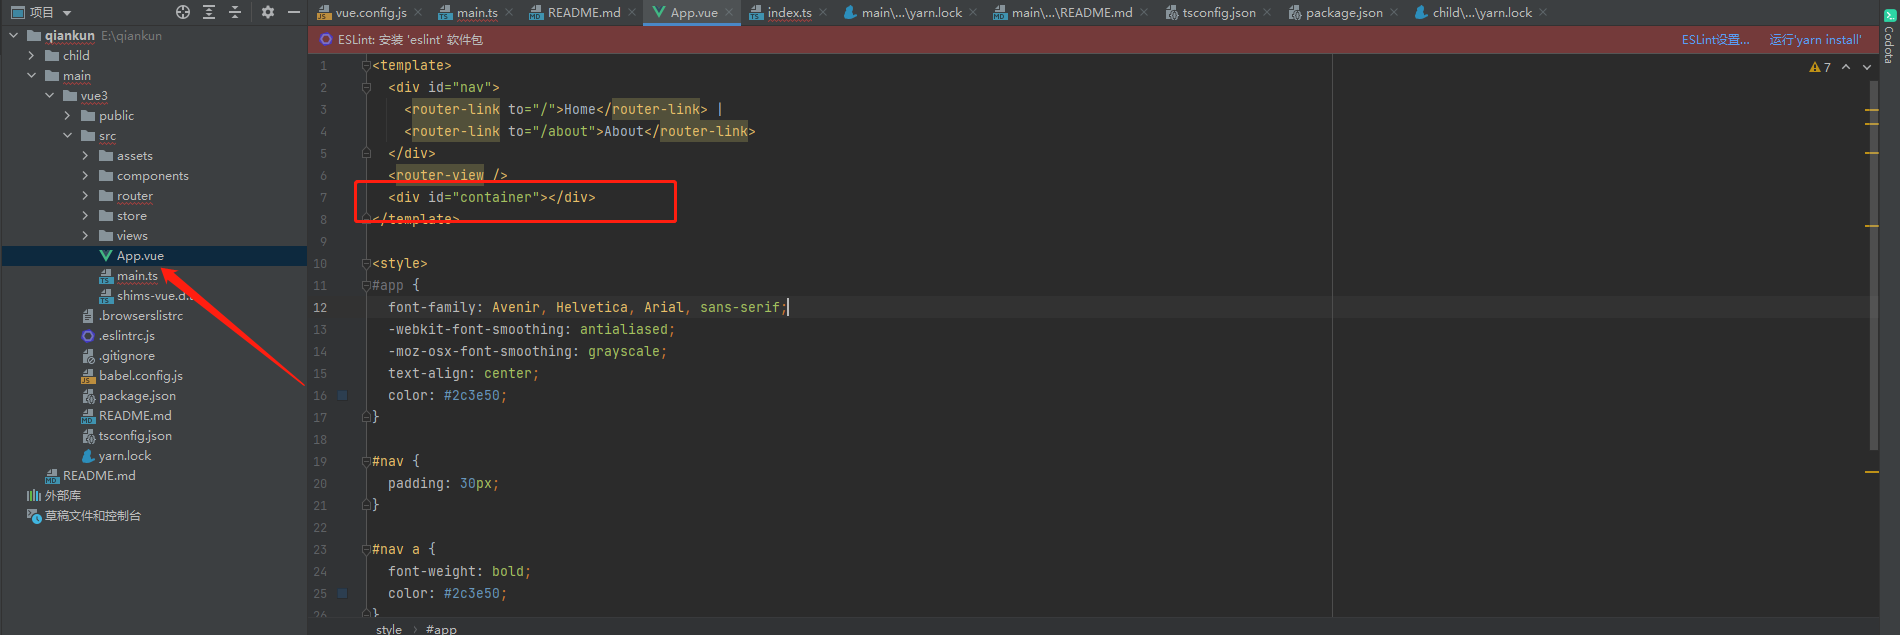 项目
vue.config.js
main.ts
README.md
App.vue
index.ts
main\...\yarn.lock
main\...\README.md
tsconfig.json
package.json
child\...\yarn.lock
Codota
qiankun E:\qiankun
child
main
vue3
public
src
assets
components
router
store
views
App.vue
main.ts
shims-vue.d.
.browserslistrc
.eslintrc.js
.gitignore
babel.config.js
package.json
README.md
tsconfig.json
yarn.lock
README.md
外部库
草稿文件和控制台
ESLint: 安装 'eslint' 软件包
ESLint设置...
运行'yarn install'
7
1 <template>
2 <div id="nav">
3 <router-link to="/">Home</router-link> |
4 <router-link to="/about">About</router-link>
5 </div>
6 <router-view />
7 <div id="container"></div>
8 </template>
9
10 <style>
11 #app {
12 font-family: Avenir, Helvetica, Arial, sans-serif;
13 -webkit-font-smoothing: antialiased;
14 -moz-osx-font-smoothing: grayscale;
15 text-align: center;
16 color: #2c3e50;
17 }
18
19 #nav {
20 padding: 30px;
21 }
22
23 #nav a {
24 font-weight: bold;
25 color: #2c3e50;
26 }
style > #app